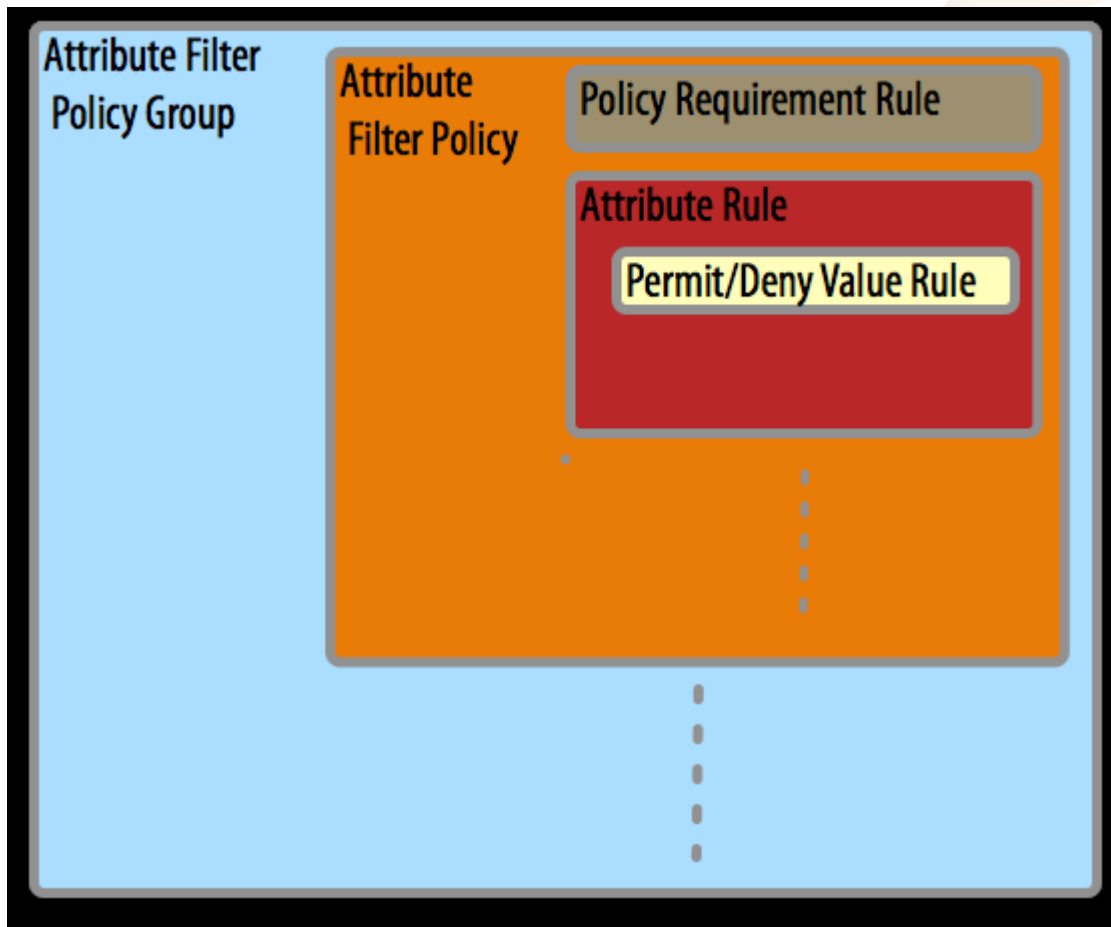 Attribute Filter
Policy Group
Attribute
Filter Policy
Policy Requirement Rule
Attribute Rule
Permit/Deny Value Rule